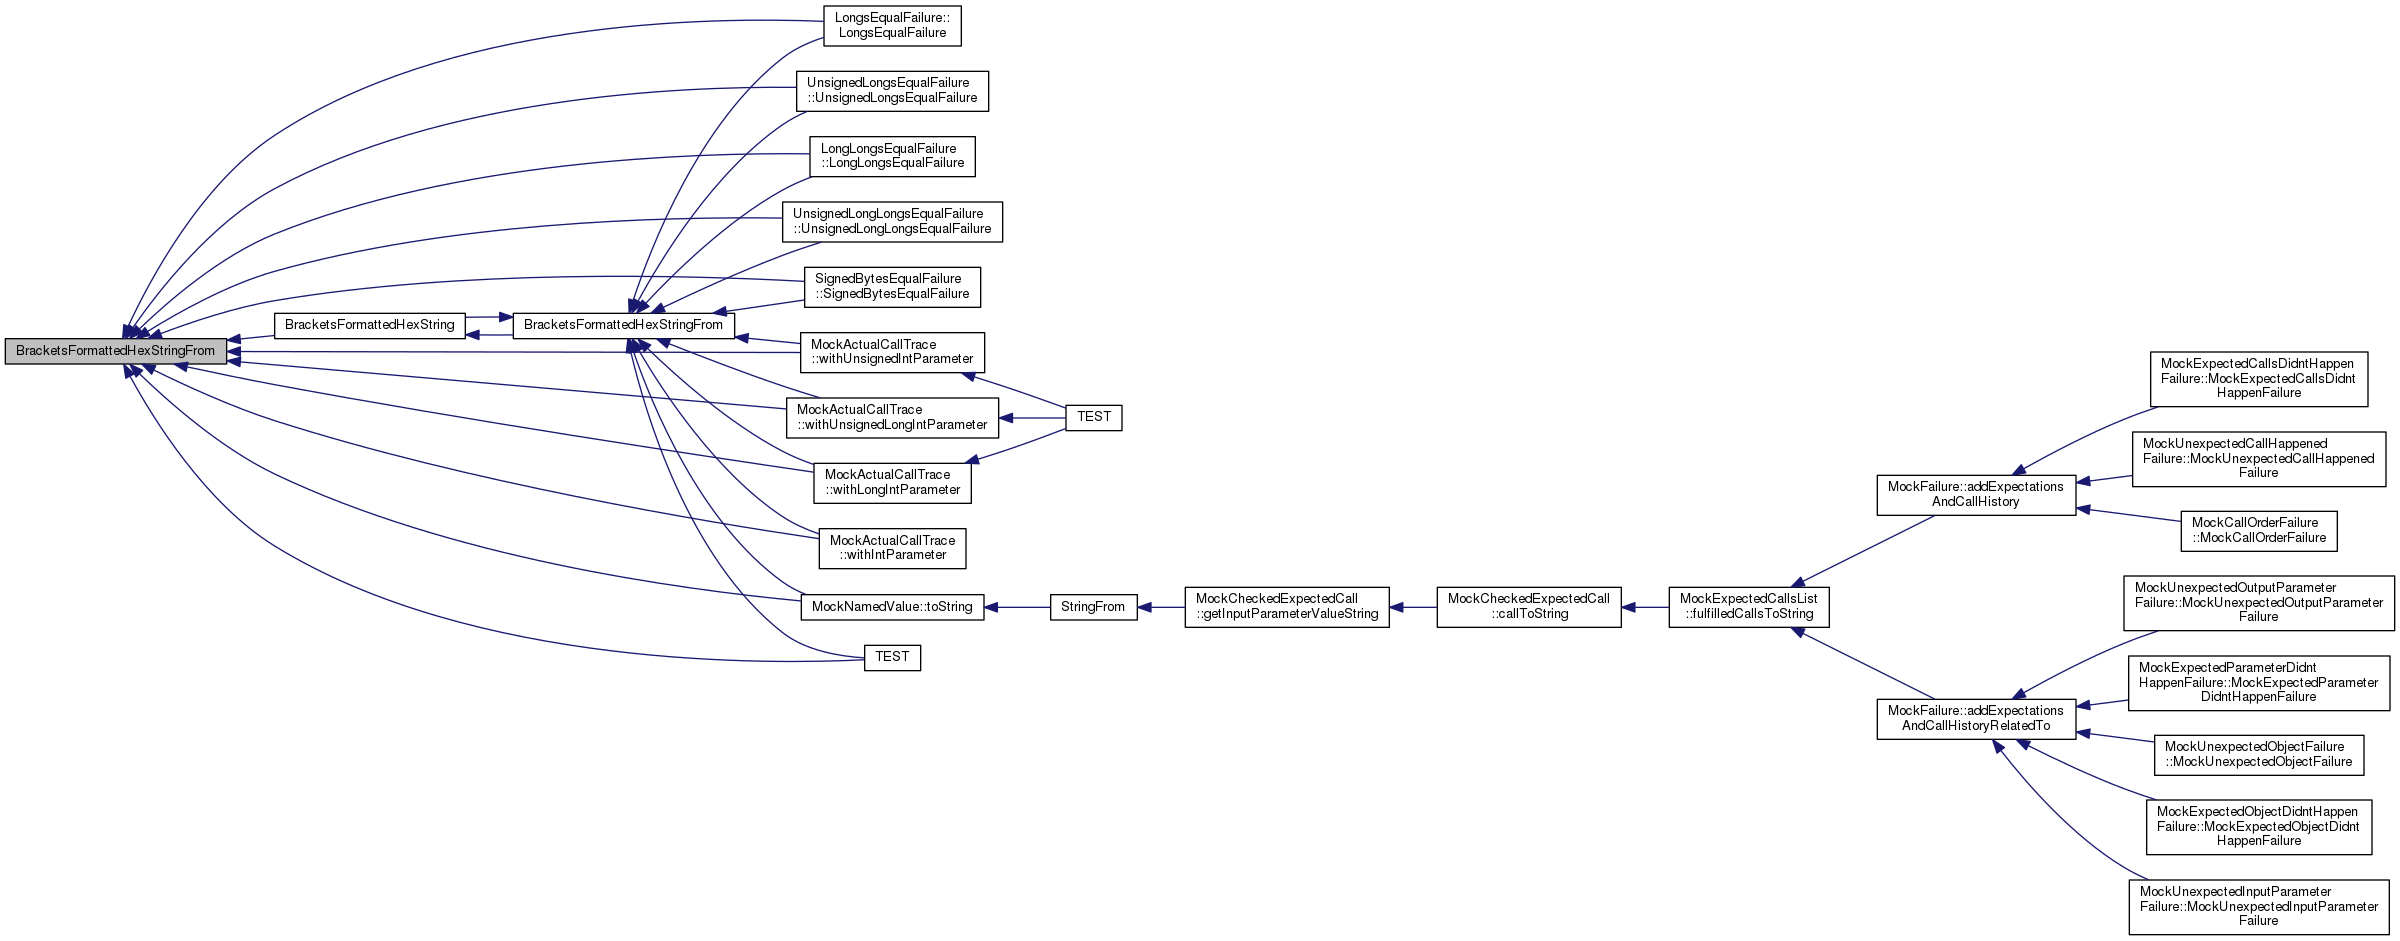 BracketsFormattedHexStringFrom
BracketsFormattedHexString
BracketsFormattedHexStringFrom
LongsEqualFailure::
LongsEqualFailure
UnsignedLongsEqualFailure
::UnsignedLongsEqualFailure
LongLongsEqualFailure
::LongLongsEqualFailure
UnsignedLongLongsEqualFailure
::UnsignedLongLongsEqualFailure
SignedBytesEqualFailure
::SignedBytesEqualFailure
MockActualCallTrace
::withUnsignedIntParameter
MockActualCallTrace
::withUnsignedLongIntParameter
MockActualCallTrace
::withLongIntParameter
MockActualCallTrace
::withIntParameter
MockNamedValue::toString
TEST
TEST
StringFrom
MockCheckedExpectedCall
::getInputParameterValueString
MockCheckedExpectedCall
::callToString
MockExpectedCallsList
::fulfilledCallsToString
MockFailure::addExpectations
AndCallHistory
MockFailure::addExpectations
AndCallHistoryRelatedTo
MockExpectedCallsDidntHappen
Failure::MockExpectedCallsDidnt
HappenFailure
MockUnexpectedCallHappened
Failure::MockUnexpectedCallHappened
Failure
MockCallOrderFailure
::MockCallOrderFailure
MockUnexpectedOutputParameter
Failure::MockUnexpectedOutputParameter
Failure
MockExpectedParameterDidnt
HappenFailure::MockExpectedParameter
DidntHappenFailure
MockUnexpectedObjectFailure
::MockUnexpectedObjectFailure
MockExpectedObjectDidntHappen
Failure::MockExpectedObjectDidnt
HappenFailure
MockUnexpectedInputParameter
Failure::MockUnexpectedInputParameter
Failure